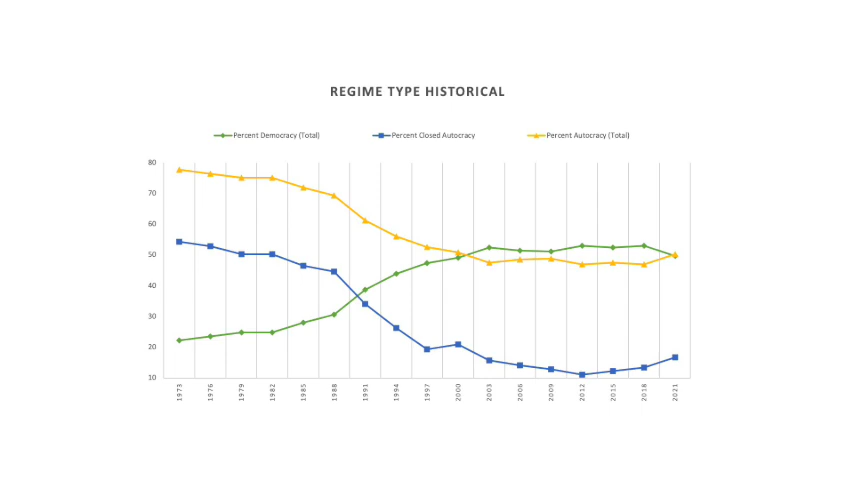 REGIME TYPE HISTORICAL
Percent Democracy (Total) Percent Closed Autocracy Percent Autocracy (Total)
80
70
60
50
40
30
20
10
1973 1976 1979 1982 1985 1988 1991 1994 1997 2000 2003 2006 2009 2012 2015 2018 2021